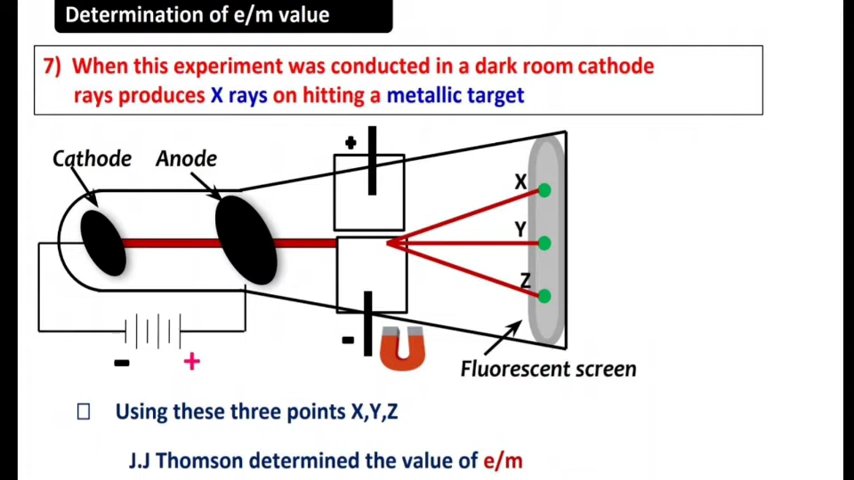 Determination of e/m value
7) When this experiment was conducted in a dark room cathode
rays produces X rays on hitting a metallic target
+
Cathode Anode
X
Y
Z
-
- +
Fluorescent screen
Using these three points X,Y,Z
J.J Thomson determined the value of e/m